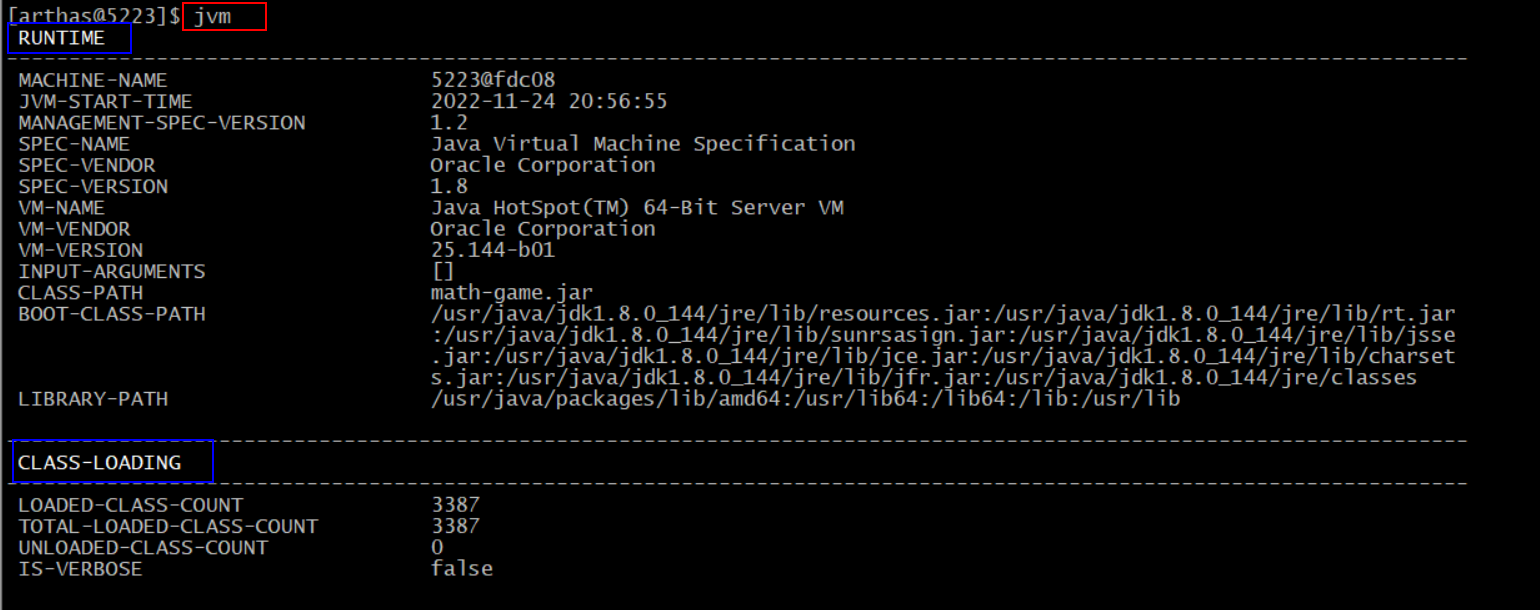 [arthas@5223]$ jvm
RUNTIME
MACHINE-NAME 5223@fdc08
JVM-START-TIME 2022-11-24 20:56:55
MANAGEMENT-SPEC-VERSION 1.2
SPEC-NAME Java Virtual Machine Specification
SPEC-VENDOR Oracle Corporation
SPEC-VERSION 1.8
VM-NAME Java HotSpot(TM) 64-Bit Server VM
VM-VENDOR Oracle Corporation
VM-VERSION 25.144-b01
INPUT-ARGUMENTS []
CLASS-PATH math-game.jar
BOOT-CLASS-PATH /usr/java/jdk1.8.0_144/jre/lib/resources.jar:/usr/java/jdk1.8.0_144/jre/lib/rt.jar
:/usr/java/jdk1.8.0_144/jre/lib/sunrsasign.jar:/usr/java/jdk1.8.0_144/jre/lib/jsse
.jar:/usr/java/jdk1.8.0_144/jre/lib/jce.jar:/usr/java/jdk1.8.0_144/jre/lib/charset
s.jar:/usr/java/jdk1.8.0_144/jre/lib/jfr.jar:/usr/java/jdk1.8.0_144/jre/classes
LIBRARY-PATH /usr/java/packages/lib/amd64:/usr/lib64:/lib64:/lib:/usr/lib
CLASS-LOADING
LOADED-CLASS-COUNT 3387
TOTAL-LOADED-CLASS-COUNT 3387
UNLOADED-CLASS-COUNT 0
IS-VERBOSE false